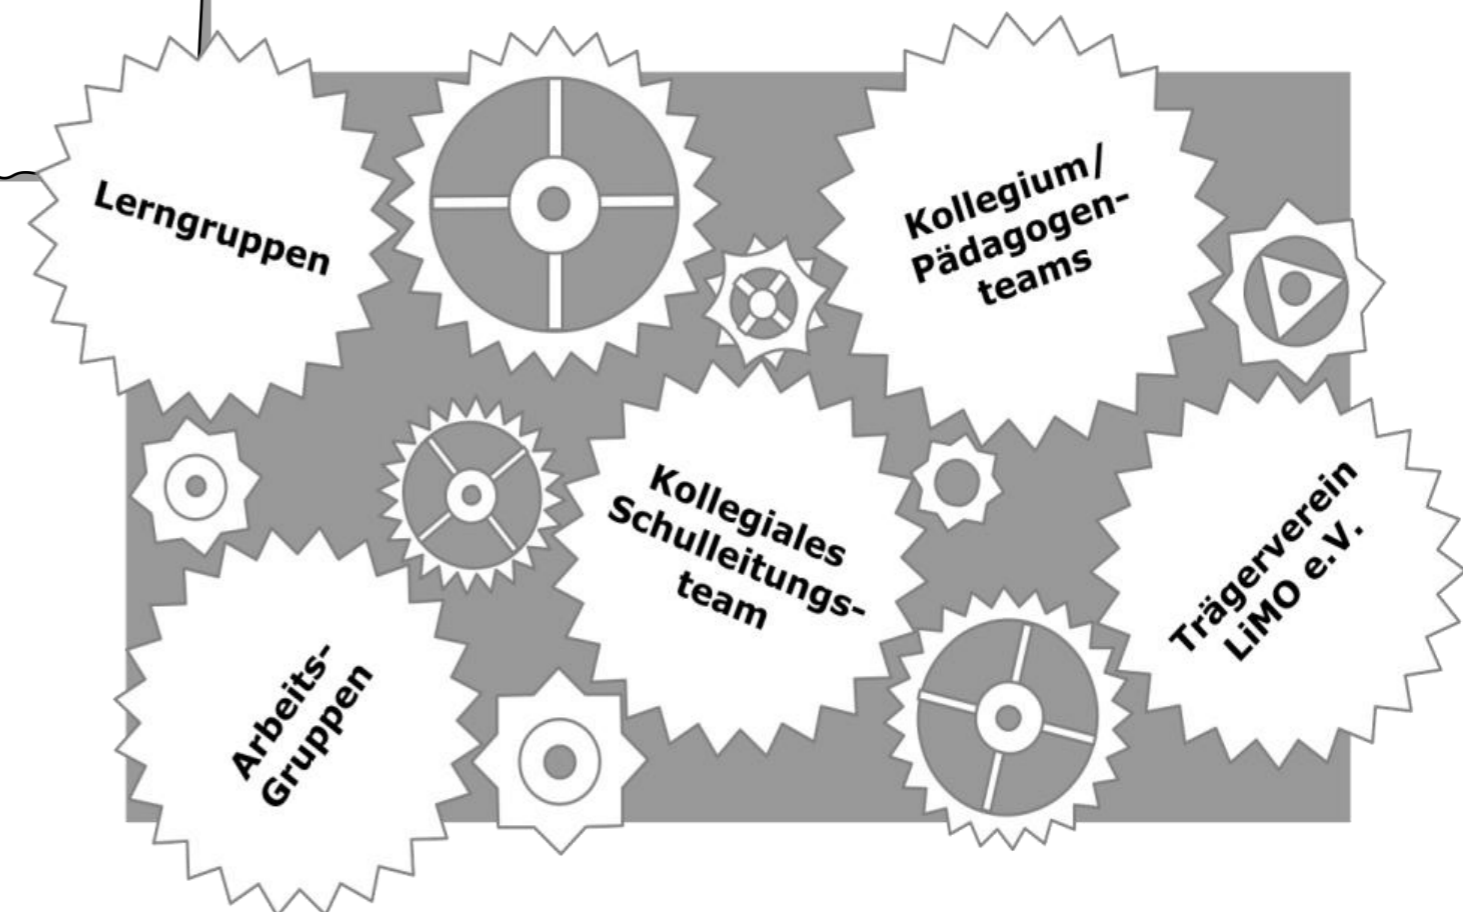 Lerngruppen
Kollegium/
Pädagogen-
teams
Kollegiales
Schulleitungs-
team
Trägerverein
LiMO e.V.
Arbeits-
Gruppen